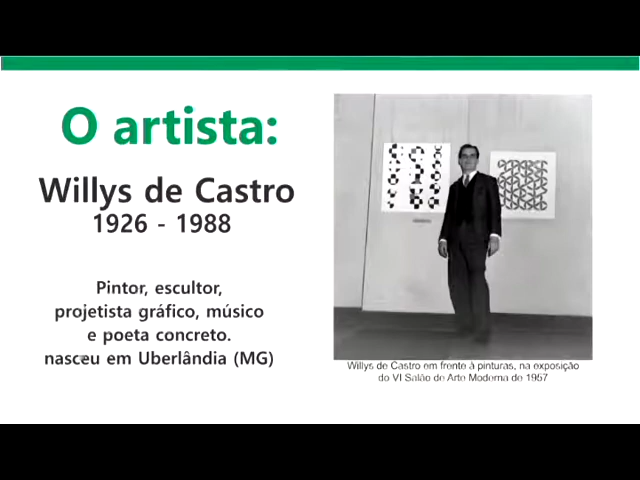 O artista:
Willys de Castro
1926 - 1988
Pintor, escultor,
projetista gráfico, músico
e poeta concreto.
nasceu em Uberlândia (MG)
Willys de Castro em frente à pinturas, na exposição
do VI Salão de Arte Moderna de 1957